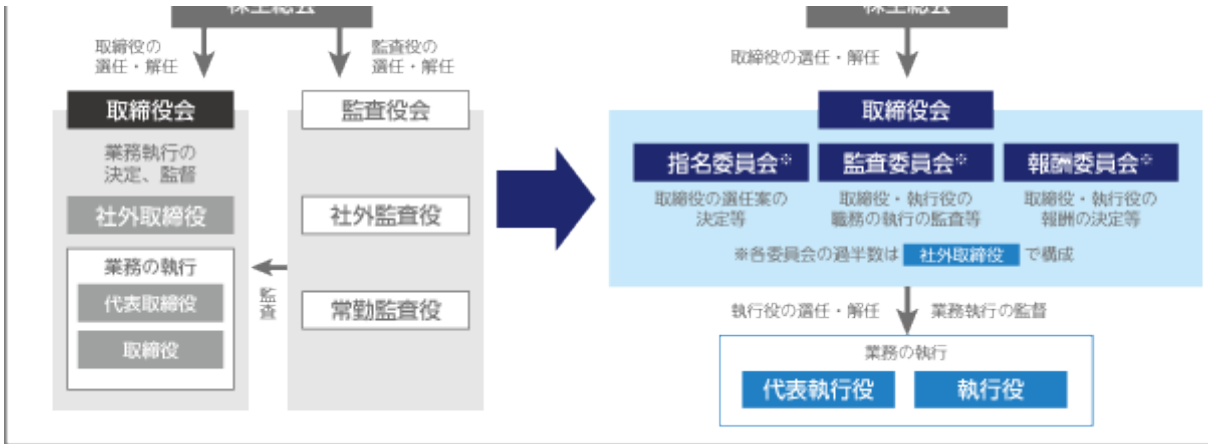 株主総会
取締役の
選任・解任
監査役の
選任・解任
取締役会
業務執行の
決定、監督
社外取締役
業務の執行
代表取締役
取締役
監査役会
社外監査役
常勤監査役
監査
株主総会
取締役の選任・解任
取締役会
指名委員会※
取締役の選任案の
決定等
監査委員会※
取締役・執行役の
職務の執行の監査等
報酬委員会※
取締役・執行役の
報酬の決定等
※各委員会の過半数は 社外取締役 で構成
執行役の選任・解任
業務執行の監督
業務の執行
代表執行役
執行役